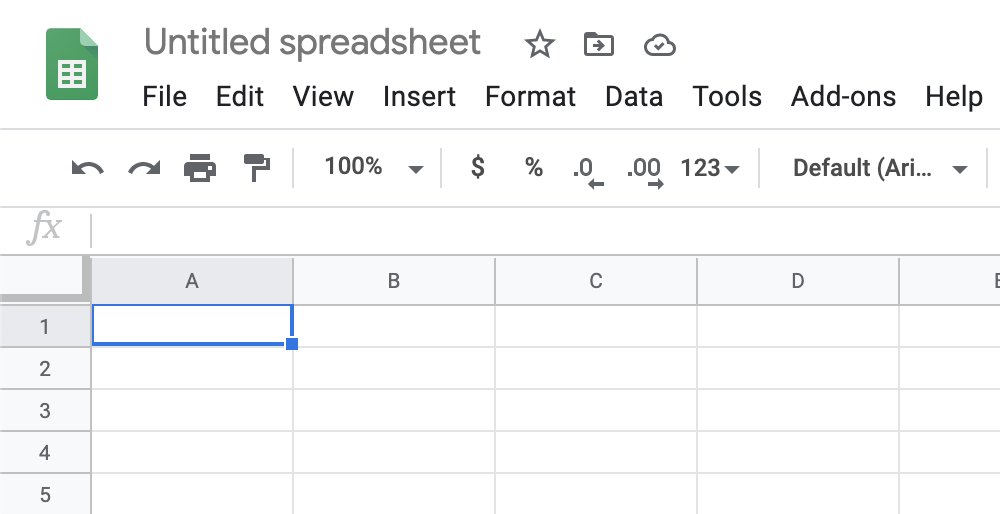 Untitled spreadsheet
File Edit View Insert Format Data Tools Add-ons Help
100% $ % .0 .00 123 Default (Ari...
fx
A B C D
1
2
3
4
5